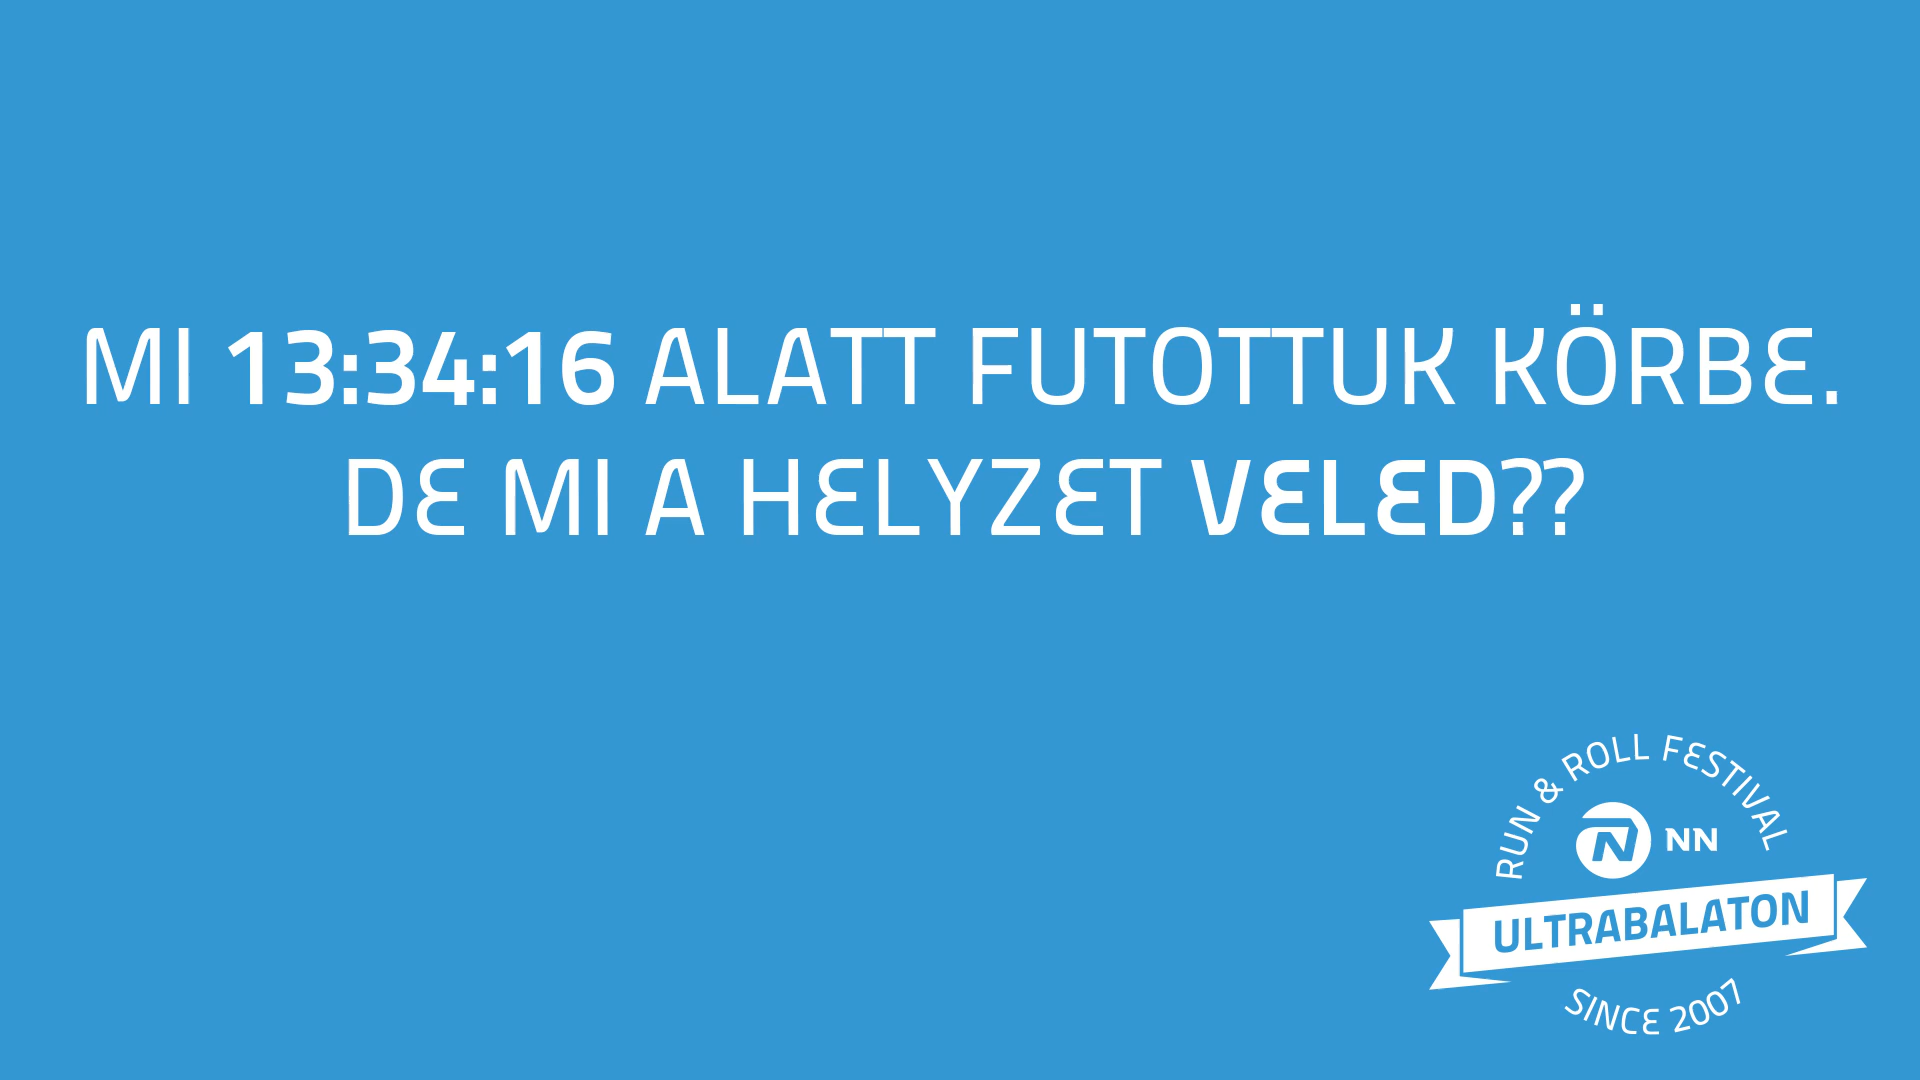 MI 13:34:16 ALATT FUTOTTUK KÖRBE.
DE MI A HELYZET VELED??
RUN & ROLL FESTIVAL
NN
ULTRABALATON
SINCE 2007